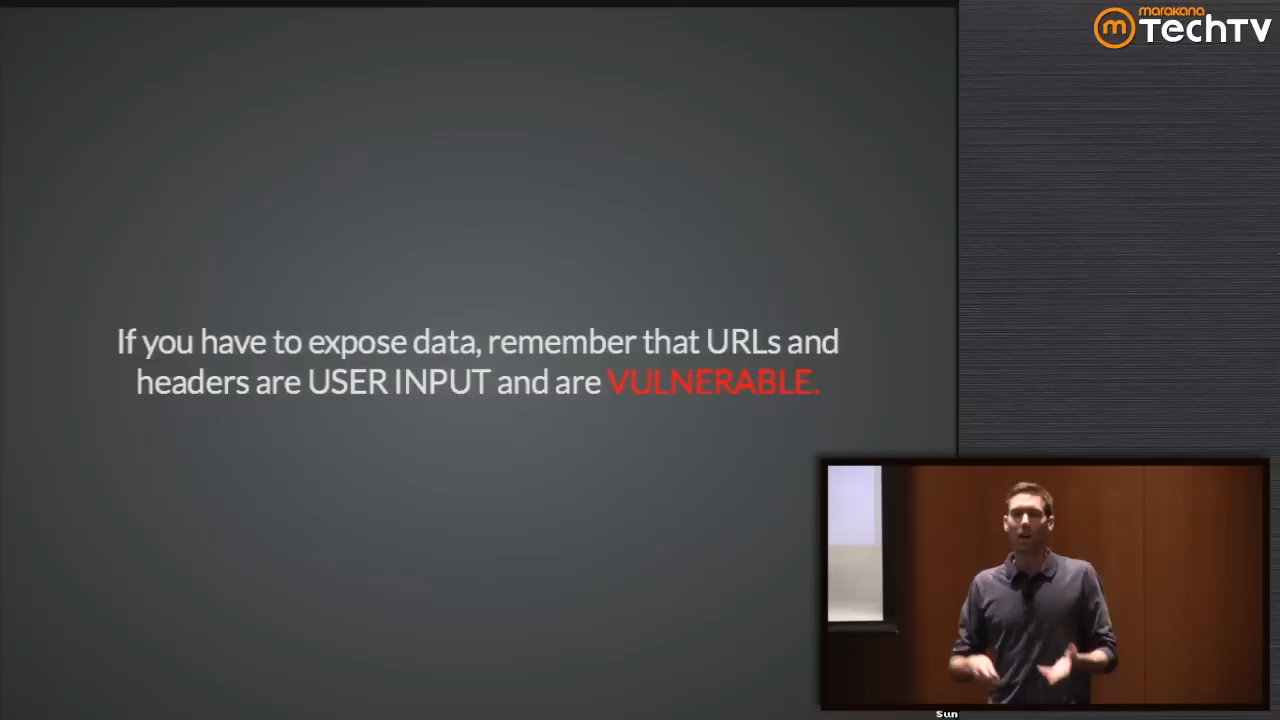 marakana
TechTV
If you have to expose data, remember that URLs and
headers are USER INPUT and are VULNERABLE.
Sun